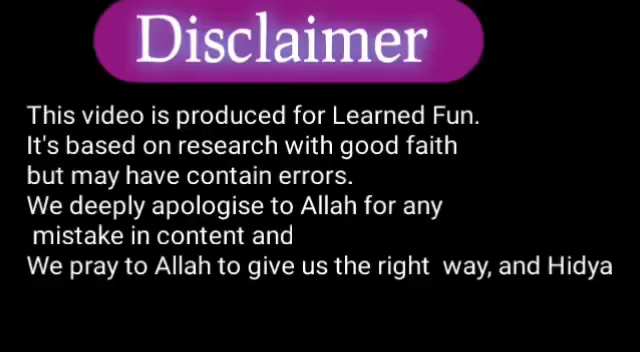 Disclaimer
This video is produced for Learned Fun.
It's based on research with good faith
but may have contain errors.
We deeply apologise to Allah for any
mistake in content and
We pray to Allah to give us the right way, and Hidya